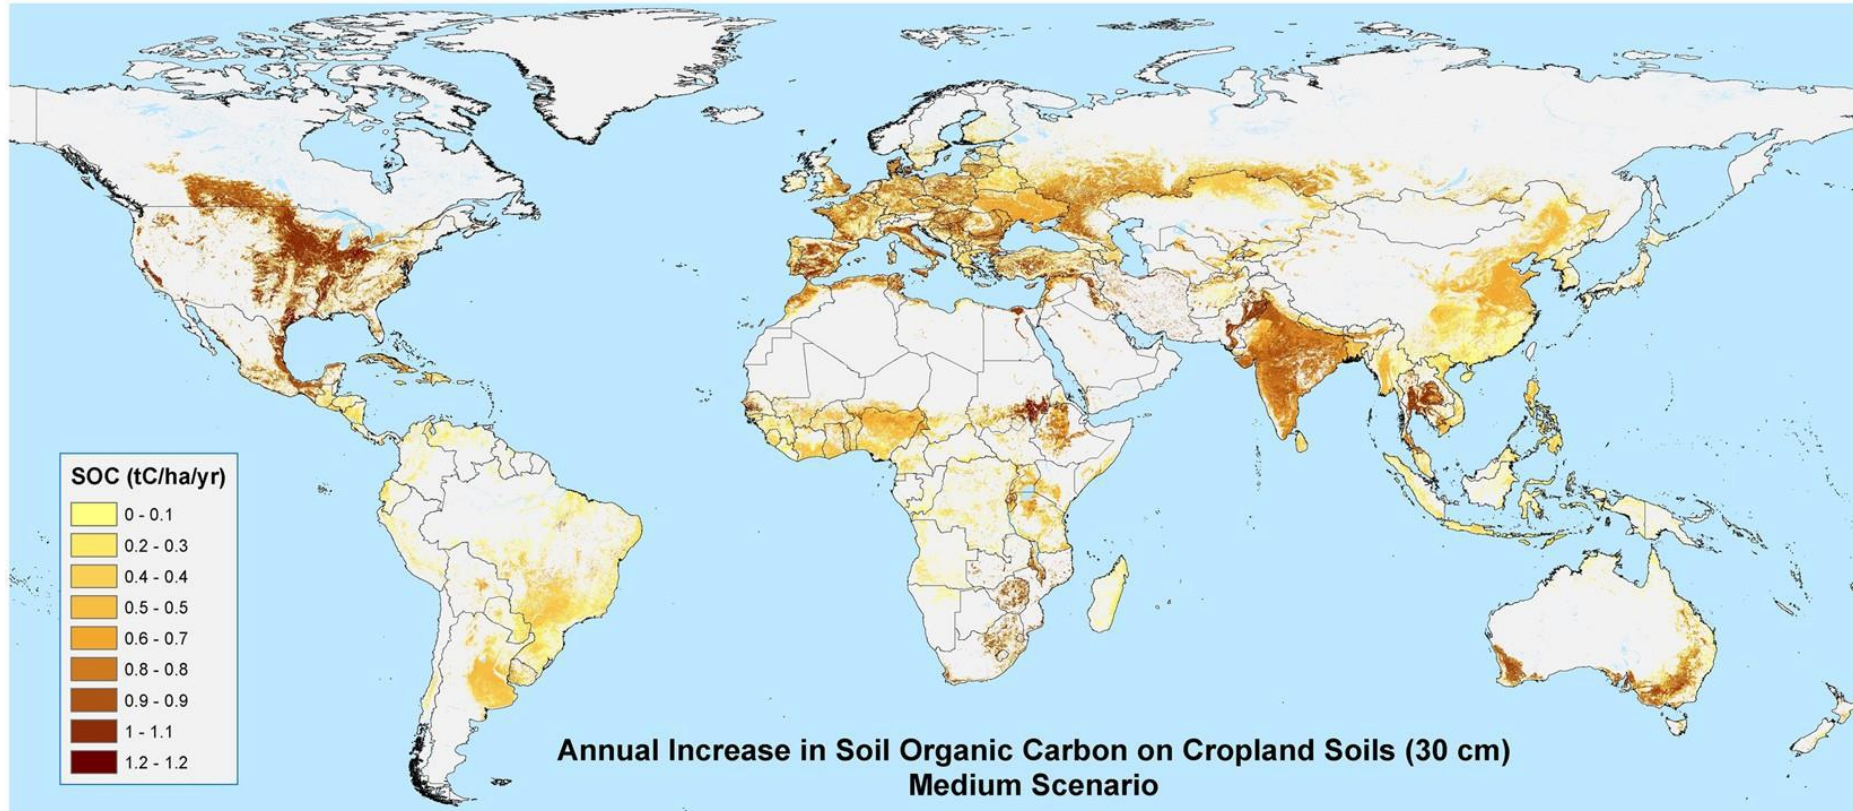 SOC (tC/ha/yr)
0 - 0.1
0.2 - 0.3
0.4 - 0.4
0.5 - 0.5
0.6 - 0.7
0.8 - 0.8
0.9 - 0.9
1 - 1.1
1.2 - 1.2
Annual Increase in Soil Organic Carbon on Cropland Soils (30 cm)
Medium Scenario